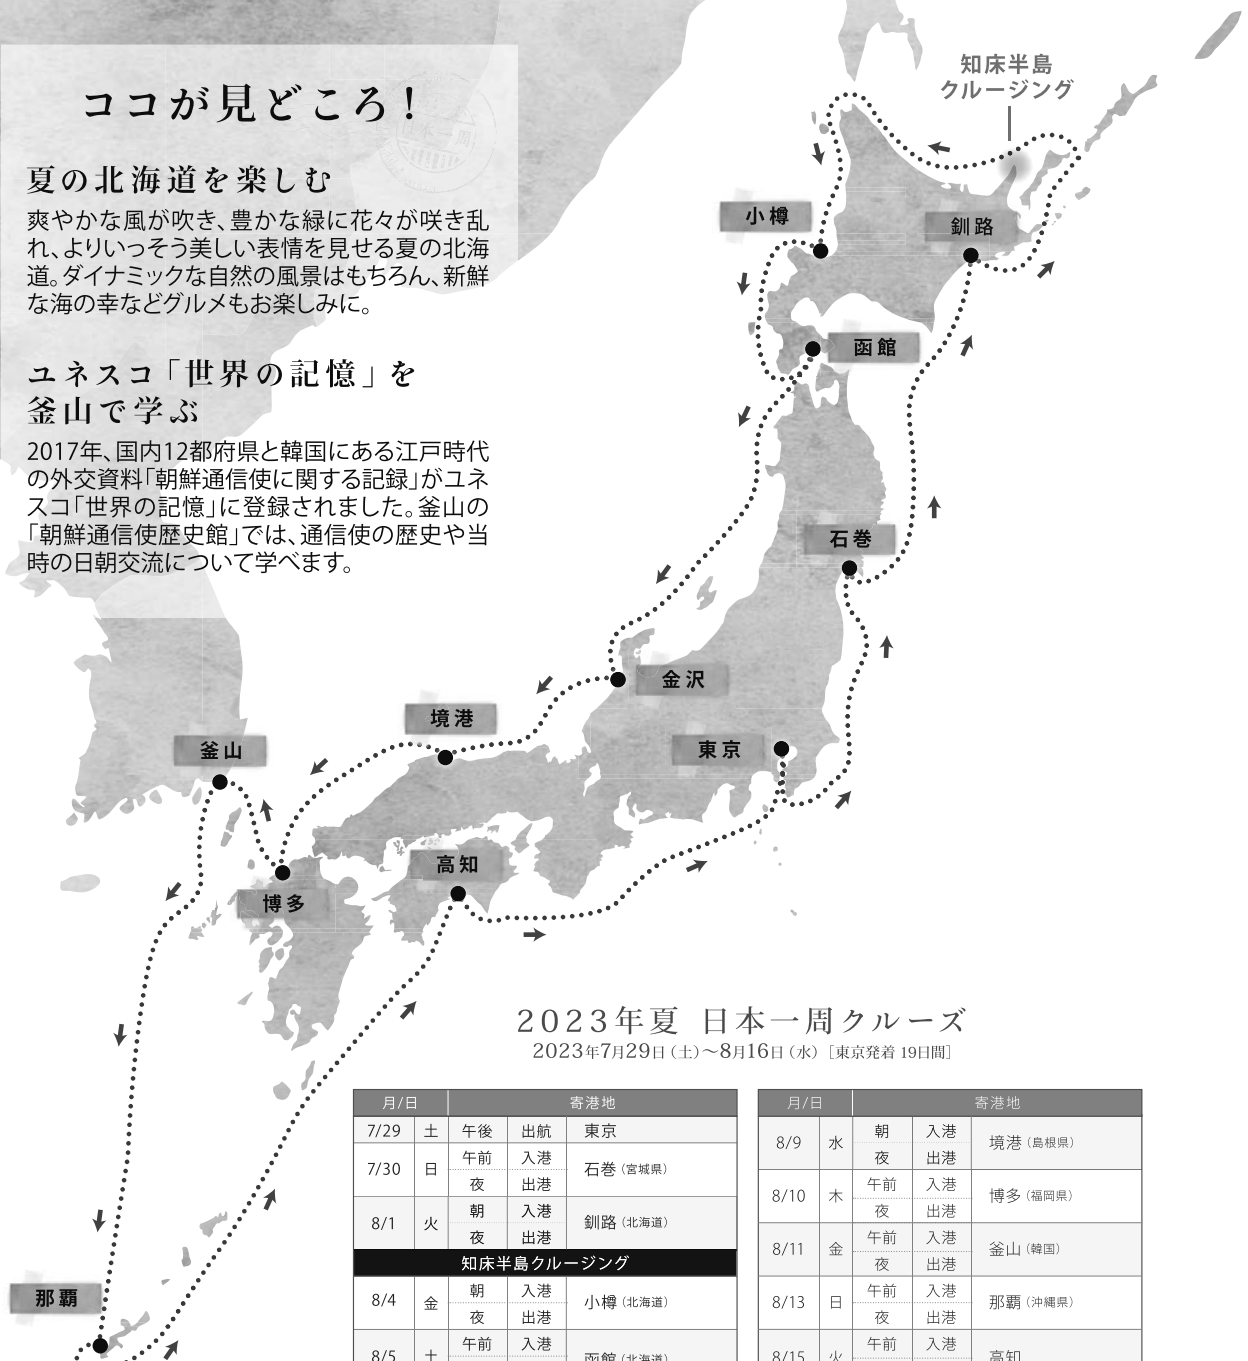 ココが見どころ！
夏の北海道を楽しむ
爽やかな風が吹き、豊かな緑に花々が咲き乱
れ、よりいっそう美しい表情を見せる夏の北海
道。ダイナミックな自然の風景はもちろん、新鮮
な海の幸などグルメもお楽しみに。
ユネスコ「世界の記憶」を
釜山で学ぶ
2017年、国内12都府県と韓国にある江戸時代
の外交資料「朝鮮通信使に関する記録」がユネ
スコ「世界の記憶」に登録されました。釜山の
「朝鮮通信使歴史館」では、通信使の歴史や当
時の日朝交流について学べます。
知床半島
クルージング
小樽
釧路
函館
石巻
金沢
境港
東京
釜山
高知
博多
那覇
2023年夏 日本一周クルーズ
2023年7月29日（土）〜8月16日（水）［東京発着 19日間］
月/日 寄港地
7/29 土 午後 出航 東京
7/30 日 午前 入港 石巻（宮城県）
夜 出港
8/1 火 朝 入港 釧路（北海道）
夜 出港
知床半島クルージング
8/4 金 朝 入港 小樽（北海道）
夜 出港
8/5 土 午前 入港 函館（北海道）
月/日 寄港地
8/9 水 朝 入港 境港（島根県）
夜 出港
8/10 木 午前 入港 博多（福岡県）
夜 出港
8/11 金 午前 入港 釜山（韓国）
夜 出港
8/13 日 午前 入港 那覇（沖縄県）
夜 出港
8/15 火 午前 入港 高知